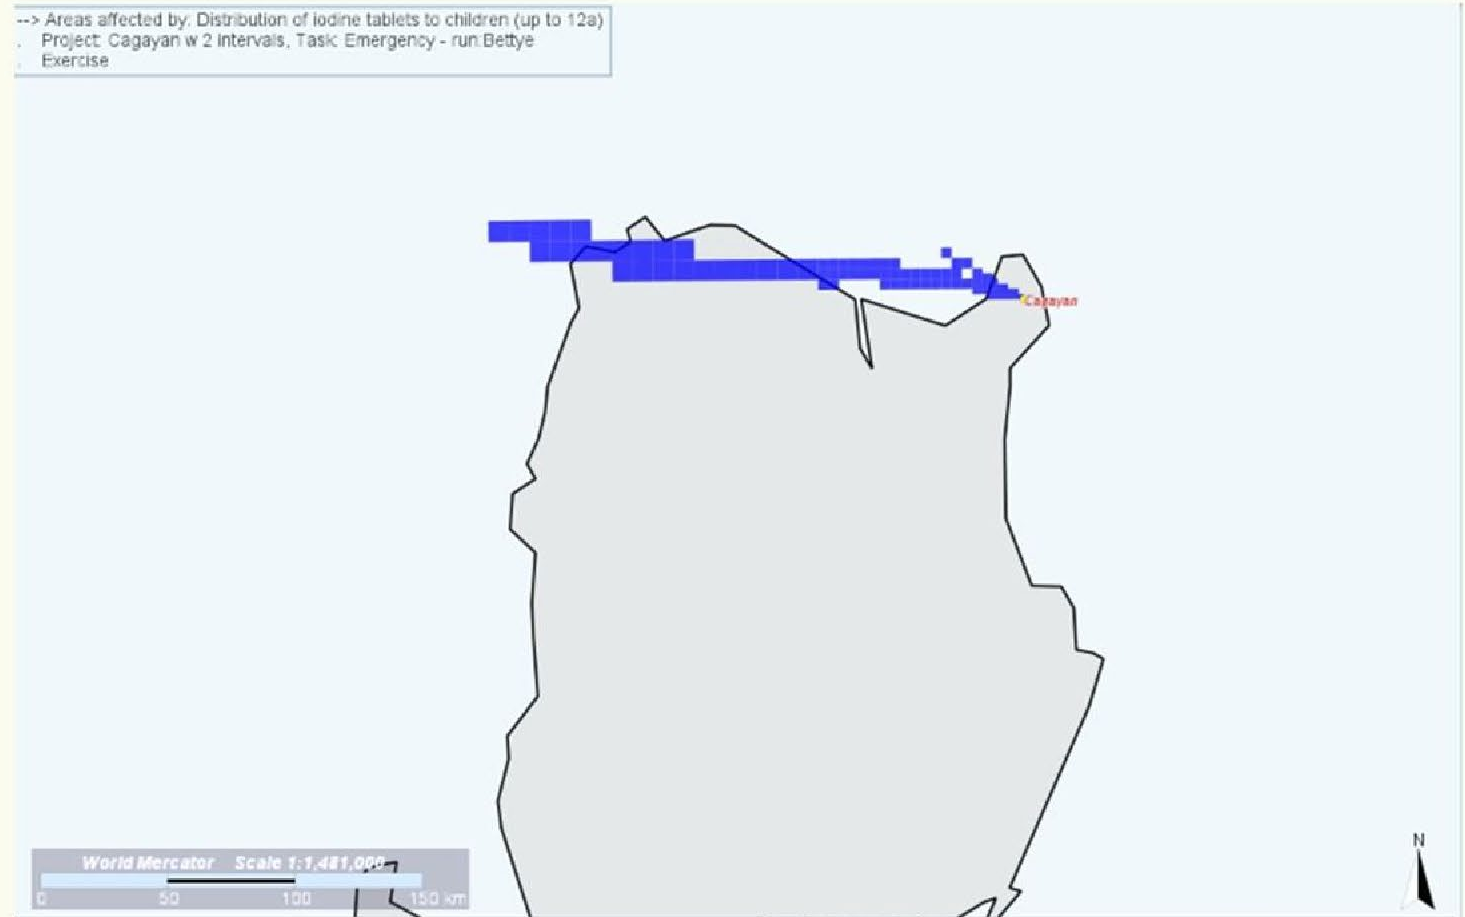 --> Areas affected by: Distribution of iodine tablets to children (up to 12a)
. Project: Cagayan w 2 intervals, Task: Emergency - run:Bettye
. Exercise
Cagayan
World Mercator Scale 1:1,481,000
0 50 100 150 km
N